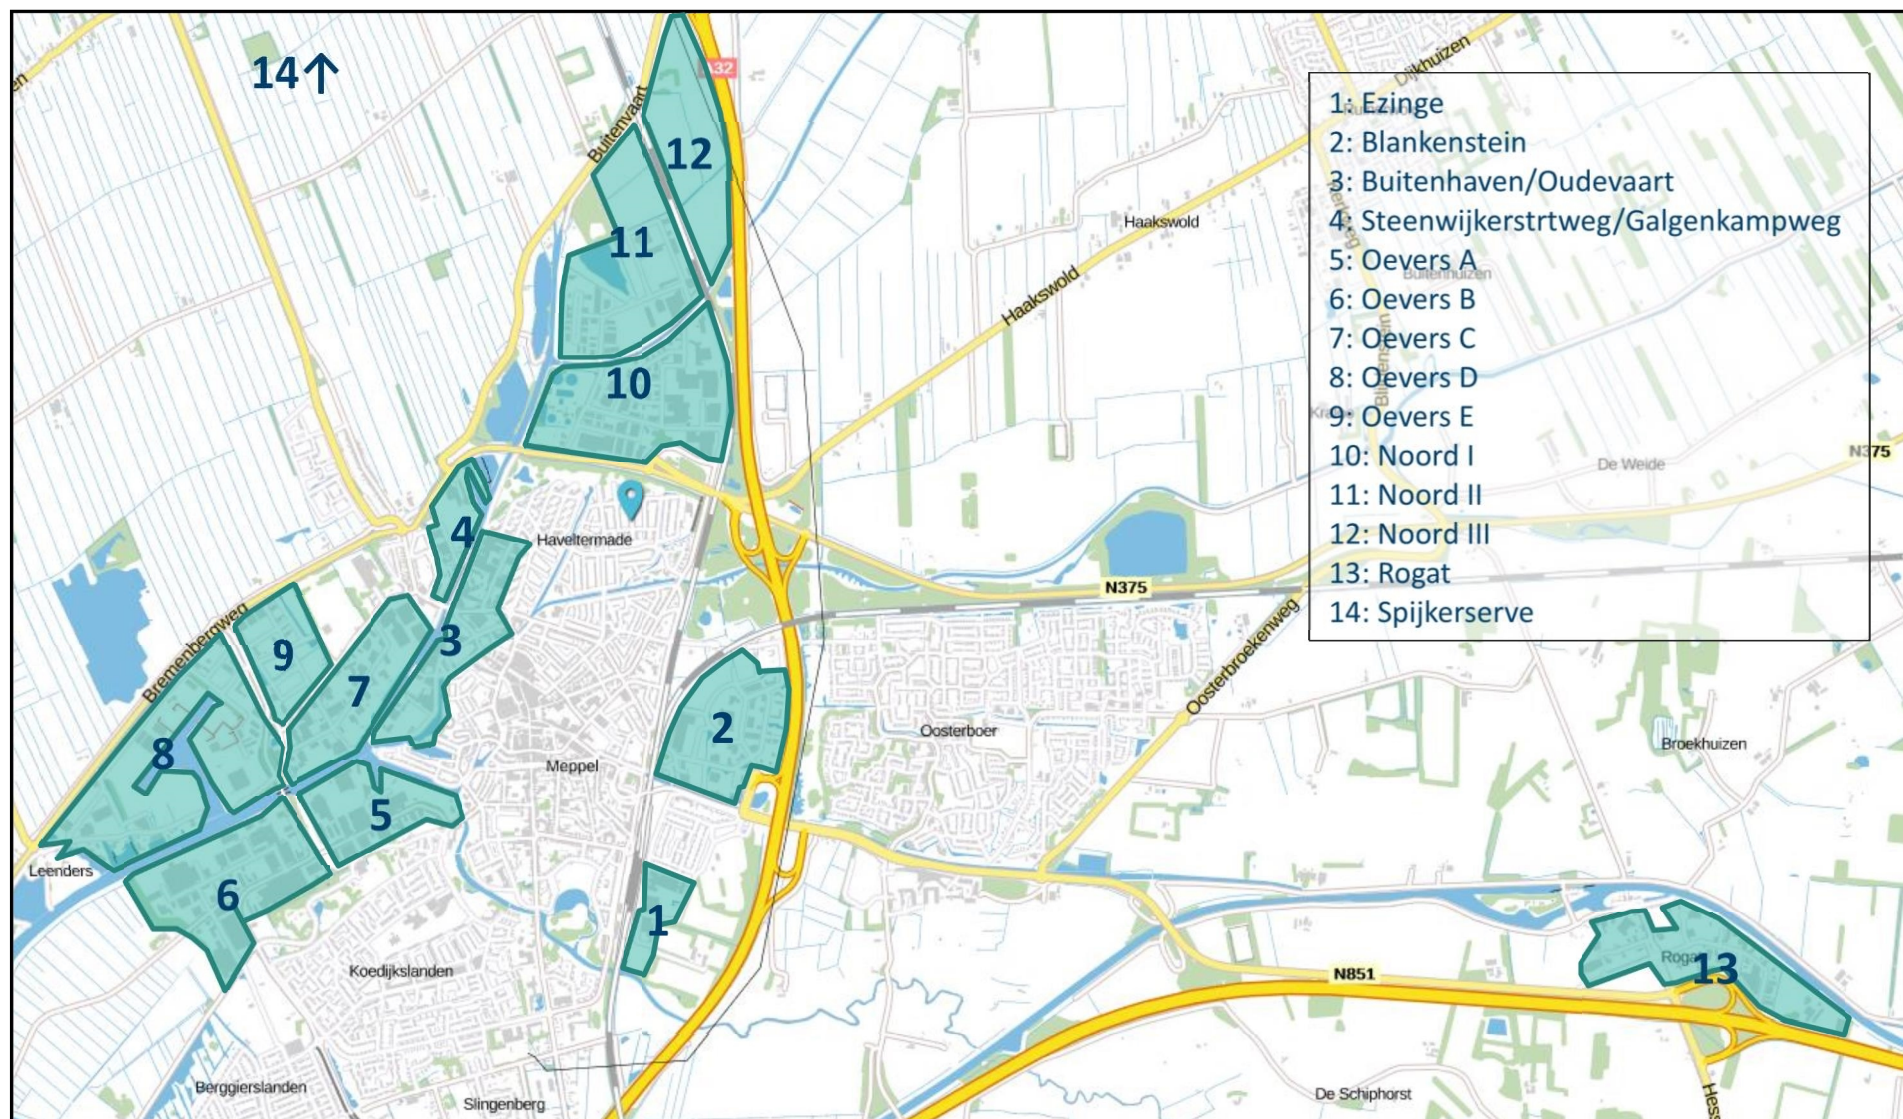 14↑
A32
Buitenvaart
12
11
10
Haakswold
Haakswold
Dijkhuizen
1: Ezinge
2: Blankenstein
3: Buitenhaven/Oudevaart
4: Steenwijkerstrtweg/Galgenkampweg
5: Oevers A
6: Oevers B
7: Oevers C
8: Oevers D
9: Oevers E
10: Noord I
11: Noord II
12: Noord III
13: Rogat
14: Spijkerserve
Buitenhuizen
De Weide
N375
4
Haveltermade
N375
3
9
7
8
Bremenbergweg
Oosterbroekenweg
2
Meppel
Oosterboer
Broekhuizen
5
Leenders
6
1
Koedijkslanden
N851
13
Berggierslanden
Slingenberg
De Schiphorst